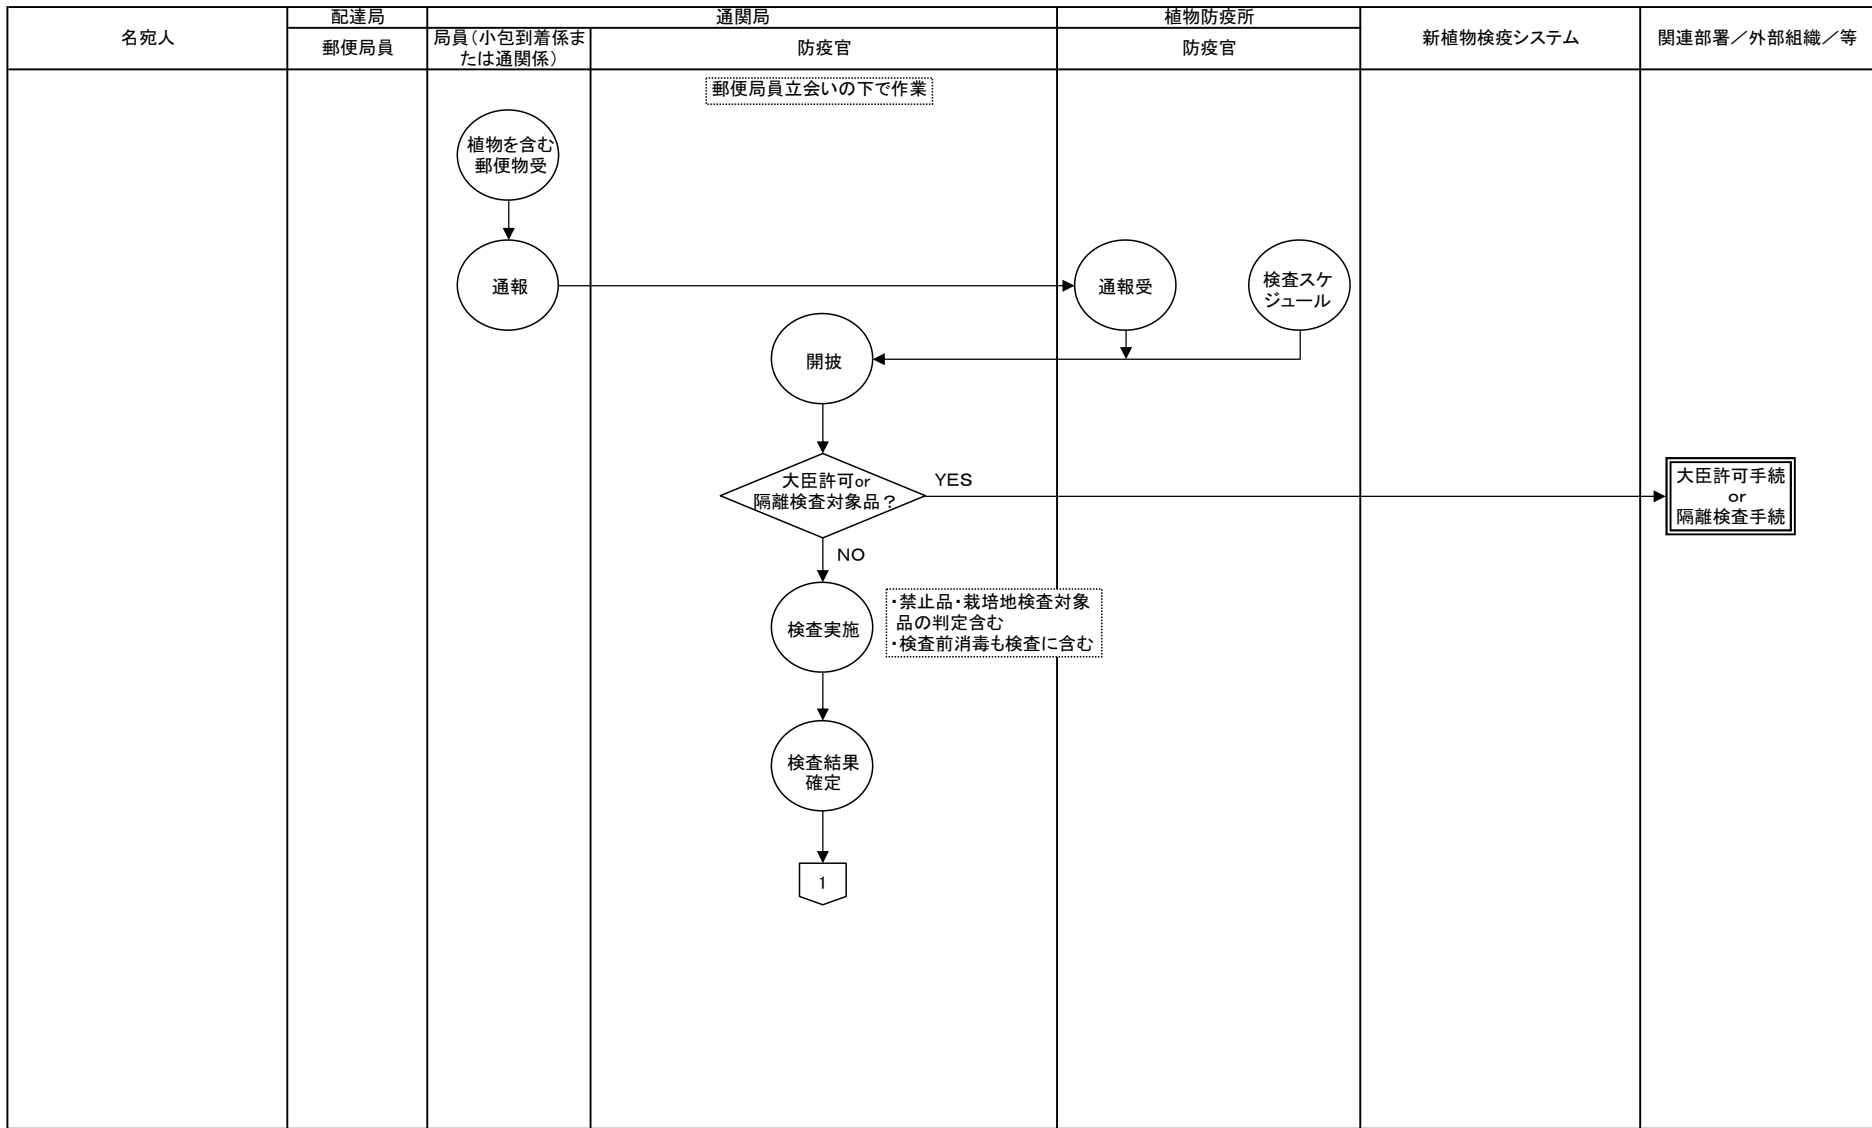 名宛人
配達局
通関局
植物防疫所
新植物検疫システム
関連部署／外部組織／等
郵便局員
局員（小包到着係ま
たは通関係）
防疫官
防疫官
郵便局員立会いの下で作業
植物を含む
郵便物受
通報
通報受
検査スケ
ジュール
開披
大臣許可or
隔離検査対象品？
YES
大臣許可手続
or
隔離検査手続
NO
検査実施
・禁止品・栽培地検査対象
品の判定含む
・検査前消毒も検査に含む
検査結果
確定
1